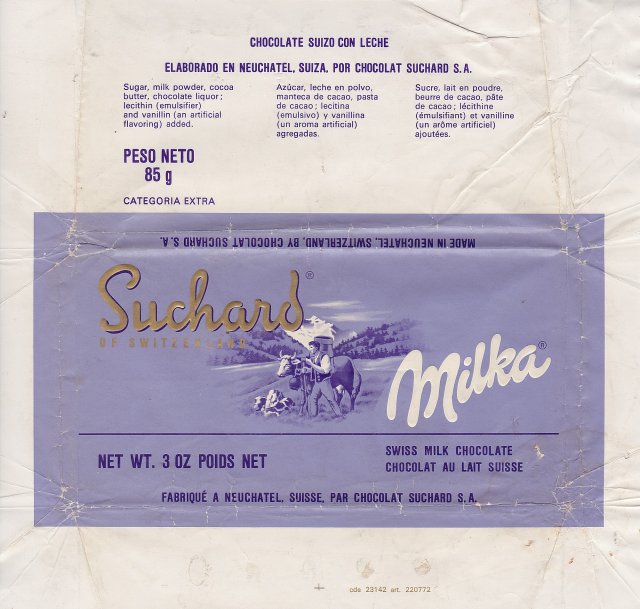 CHOCOLATE SUIZO CON LECHE
ELABORADO EN NEUCHATEL, SUIZA, POR CHOCOLAT SUCHARD S.A.
Sugar, milk powder, cocoa
butter, chocolate liquor;
lecithin (emulsifier)
and vanillin (an artificial
flavoring) added.
Azúcar, leche en polvo,
manteca de cacao, pasta
de cacao; lecitina
(emulsivo) y vanillina
(un aroma artificial)
agregadas.
Sucre, lait en poudre,
beurre de cacao, pâte
de cacao; lécithine
(émulsifiant) et vanilline
(un arôme artificiel)
ajoutées.
PESO NETO
85 g
CATEGORIA EXTRA
MADE IN NEUCHATEL, SWITZERLAND, BY CHOCOLAT SUCHARD S.A.
Suchard®
OF SWITZERLAND
Milka®
NET WT. 3 OZ POIDS NET
SWISS MILK CHOCOLATE
CHOCOLAT AU LAIT SUISSE
FABRIQUÉ A NEUCHATEL, SUISSE, PAR CHOCOLAT SUCHARD S.A.
cde 23142 art. 220772